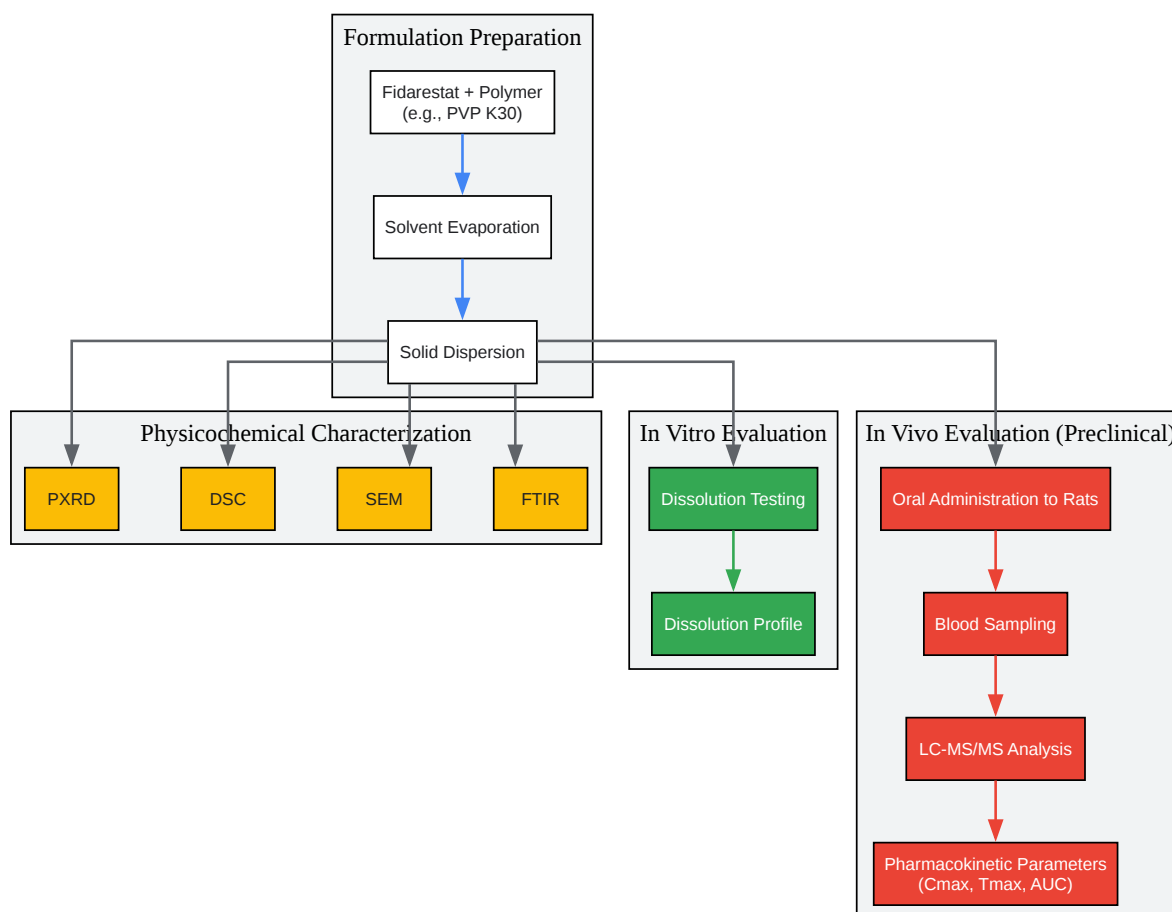 Formulation Preparation
Fidarestat + Polymer
(e.g., PVP K30)
Solvent Evaporation
Solid Dispersion
Physicochemical Characterization
PXRD
DSC
SEM
FTIR
In Vitro Evaluation
Dissolution Testing
Dissolution Profile
In Vivo Evaluation (Preclinical)
Oral Administration to Rats
Blood Sampling
LC-MS/MS Analysis
Pharmacokinetic Parameters
(Cmax, Tmax, AUC)